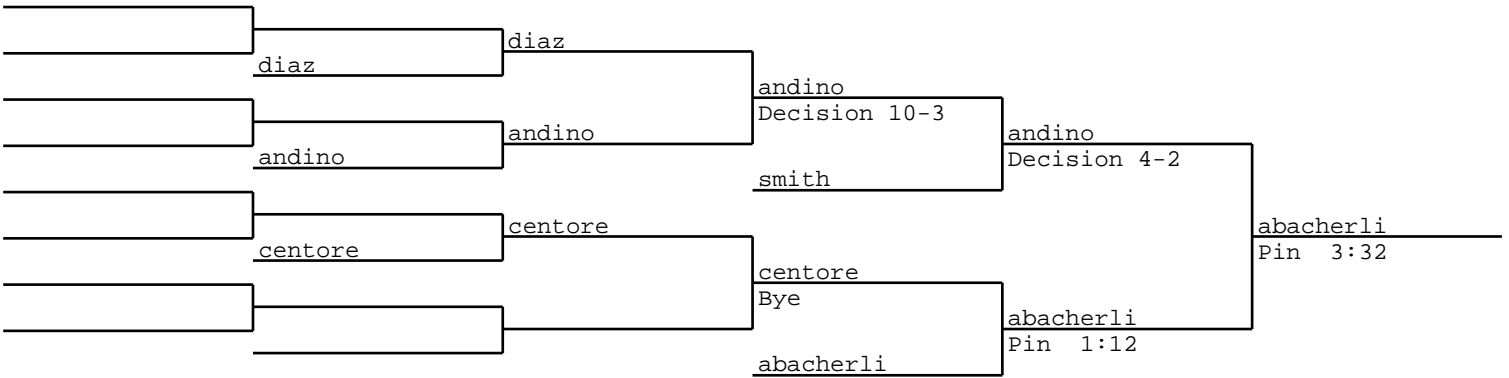 diaz
diaz
andino
Decision 10-3
andino
andino
andino
Decision 4-2
smith
centore
centore
abacherli
Pin 3:32
centore
Bye
abacherli
Pin 1:12
abacherli